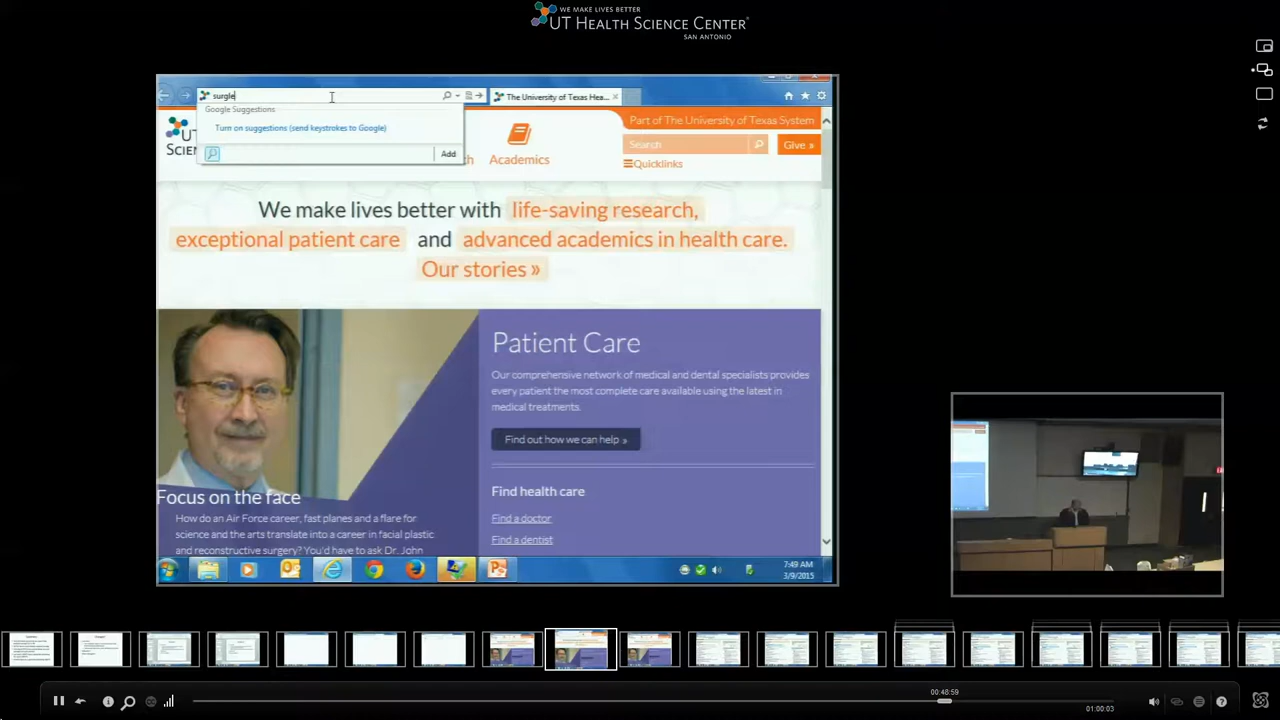 WE MAKE LIVES BETTER
UT HEALTH SCIENCE CENTER®
SAN ANTONIO
surgle
The University of Texas Hea...
Google Suggestions
Turn on suggestions (send keystrokes to Google)
Add
UT
SCIEN
ch
Academics
Part of The University of Texas System
Search
Give »
Quicklinks
We make lives better with life-saving research,
exceptional patient care and advanced academics in health care.
Our stories »
Patient Care
Our comprehensive network of medical and dental specialists provides
every patient the most complete care available using the latest in
medical treatments.
Find out how we can help »
Find health care
Find a doctor
Find a dentist
Focus on the face
How do an Air Force career, fast planes and a flare for
science and the arts translate into a career in facial plastic
and reconstructive surgery? You'd have to ask Dr. John
7:49 AM
3/9/2015
00:48:59
01:00:03